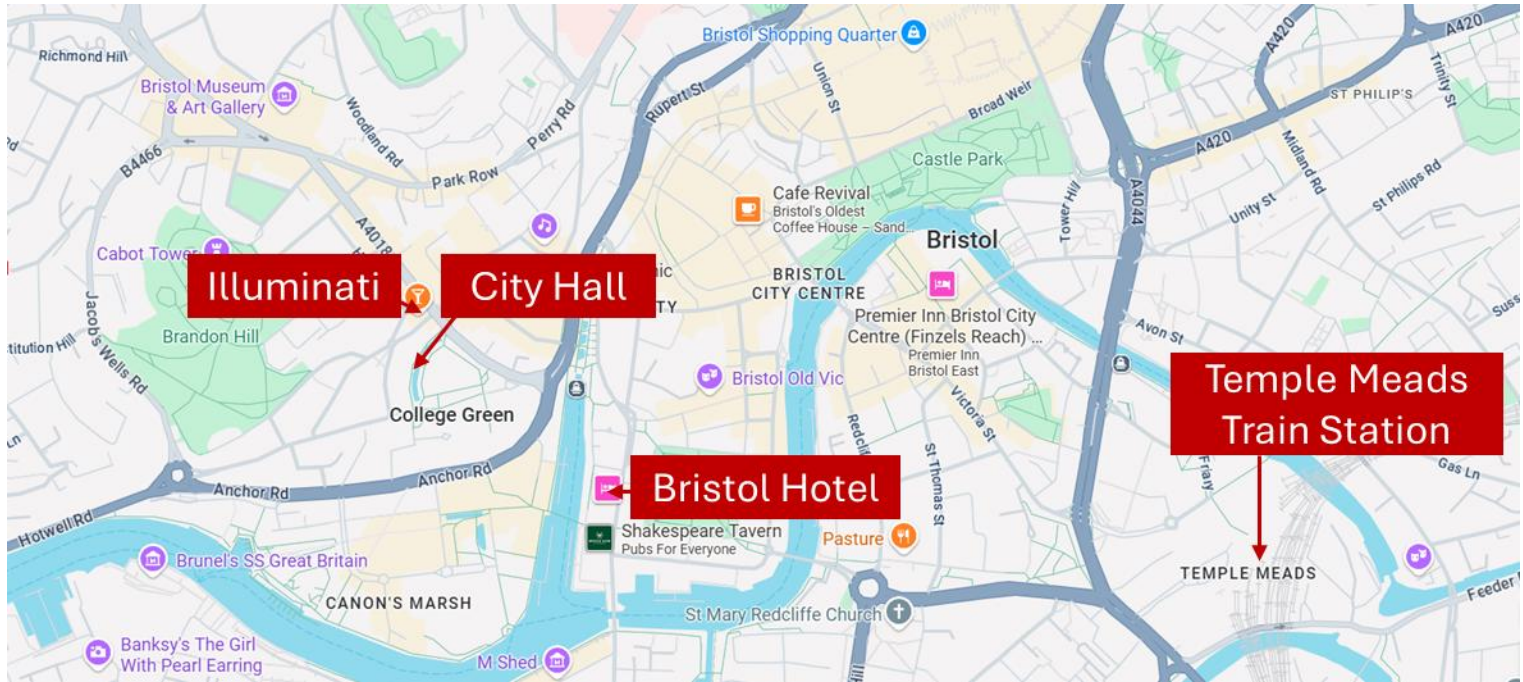 Richmond Hill
Bristol Shopping Quarter
A420
A420
Bristol Museum
& Art Gallery
Woodland Rd
Perry Rd
Rupert St
Union St
Broad Weir
ST PHILIP'S
Trinity St
B4466
Park Row
Castle Park
A420
Midland Rd
A4018
Cafe Revival
Bristol's Oldest
Coffee House – Sand...
Tower Hill
A4044
Unity St
St Philips Rd
Cabot Tower
Bristol
Illuminati
City Hall
BRISTOL
CITY CENTRE
Jacob's Wells Rd
Brandon Hill
Premier Inn Bristol City
Centre (Finzels Reach) ...
Premier Inn
Bristol East
Avon St
Bristol Old Vic
Victoria St
College Green
Temple Meads
Train Station
St Thomas St
Friary
Gas Ln
Anchor Rd
Anchor Rd
Bristol Hotel
Hotwell Rd
Shakespeare Tavern
Pubs For Everyone
Pasture
Brunel's SS Great Britain
TEMPLE MEADS
CANON'S MARSH
St Mary Redcliffe Church
Feeder
Banksy's The Girl
With Pearl Earring
M Shed